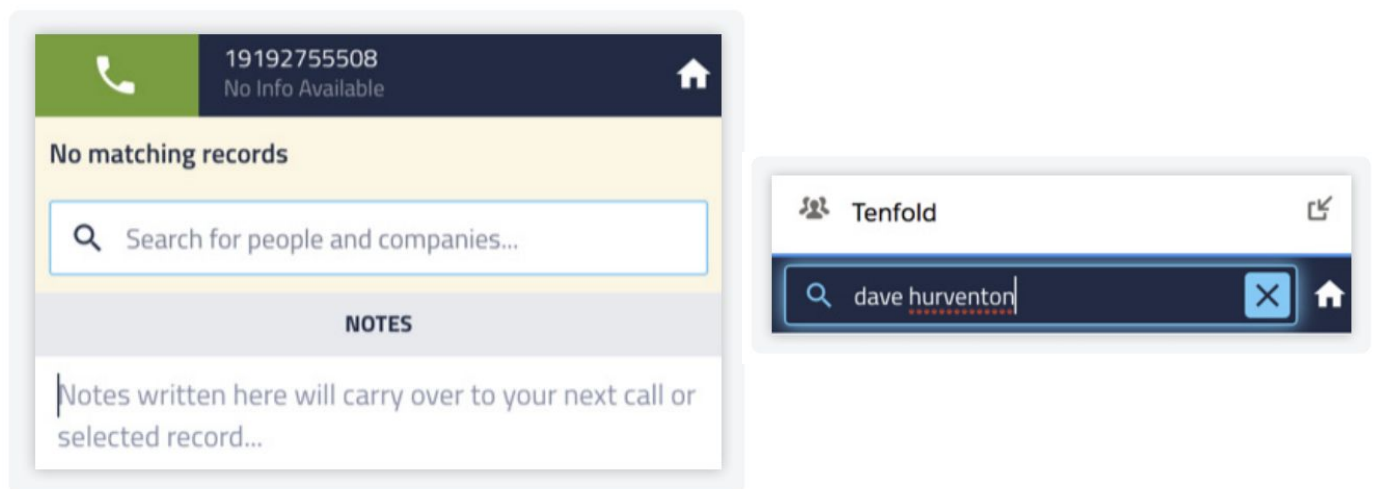 19192755508
No Info Available
No matching records
Search for people and companies...
NOTES
Notes written here will carry over to your next call or
selected record...
Tenfold
dave hurventon